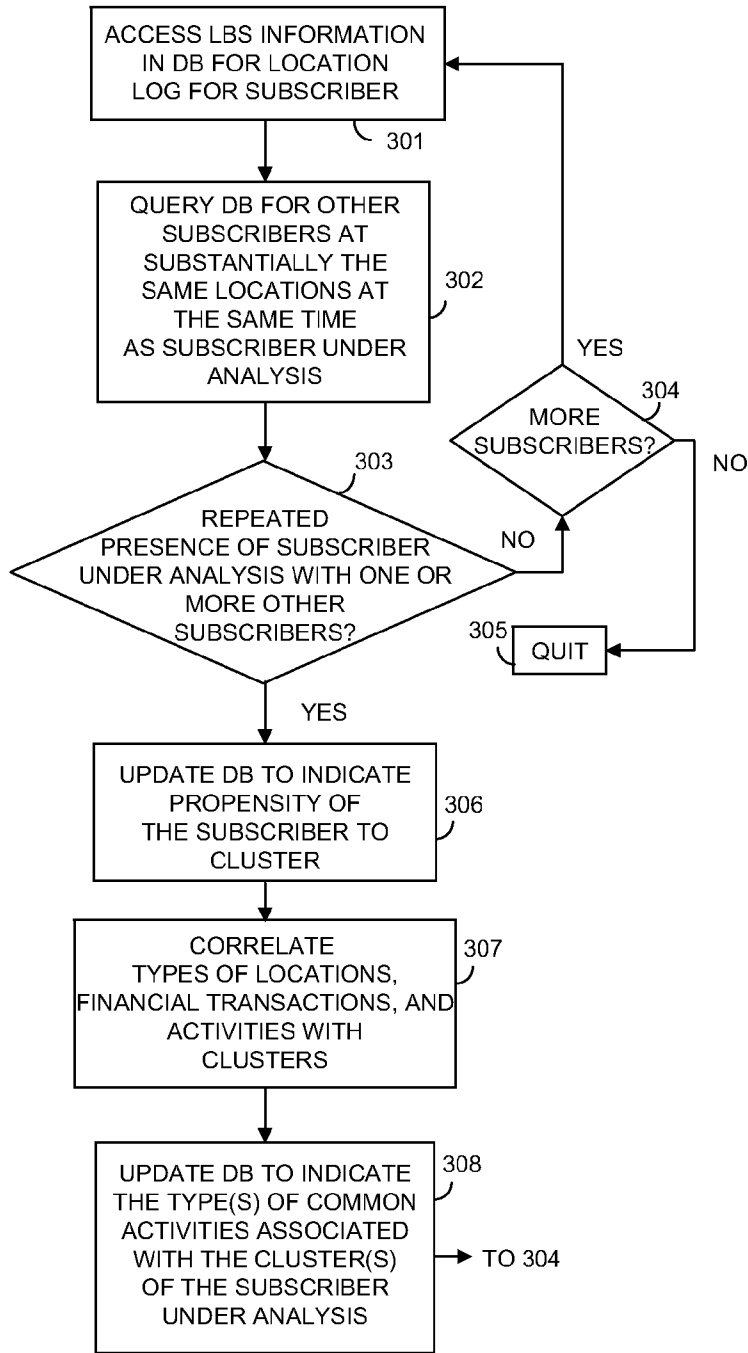 ACCESS LBS INFORMATION
IN DB FOR LOCATION
LOG FOR SUBSCRIBER
301
QUERY DB FOR OTHER
SUBSCRIBERS AT
SUBSTANTIALLY THE
SAME LOCATIONS AT
THE SAME TIME
AS SUBSCRIBER UNDER
ANALYSIS
302
YES
304
MORE
SUBSCRIBERS?
NO
303
REPEATED
PRESENCE OF SUBSCRIBER
UNDER ANALYSIS WITH ONE OR
MORE OTHER
SUBSCRIBERS?
NO
305
QUIT
YES
UPDATE DB TO INDICATE
PROPENSITY OF
THE SUBSCRIBER TO
CLUSTER
306
CORRELATE
TYPES OF LOCATIONS,
FINANCIAL TRANSACTIONS, AND
ACTIVITIES WITH
CLUSTERS
307
UPDATE DB TO INDICATE
THE TYPE(S) OF COMMON
ACTIVITIES ASSOCIATED
WITH THE CLUSTER(S)
OF THE SUBSCRIBER
UNDER ANALYSIS
308
TO 304